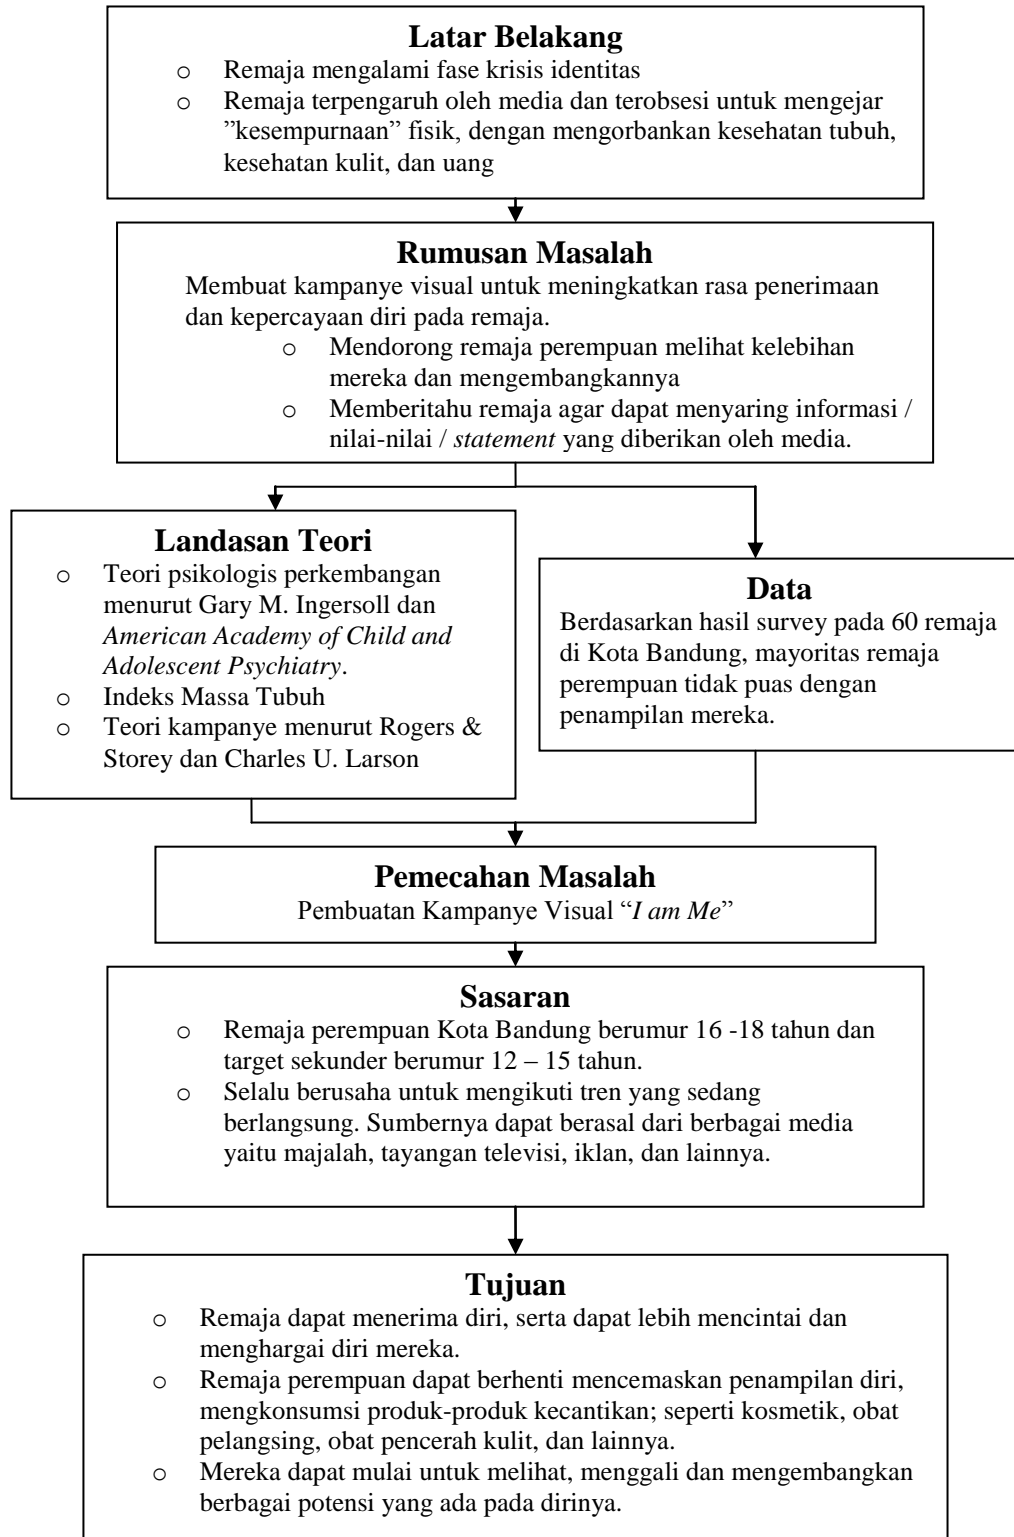 Latar Belakang
o Remaja mengalami fase krisis identitas
o Remaja terpengaruh oleh media dan terobsesi untuk mengejar
”kesempurnaan” fisik, dengan mengorbankan kesehatan tubuh,
kesehatan kulit, dan uang
Rumusan Masalah
Membuat kampanye visual untuk meningkatkan rasa penerimaan
dan kepercayaan diri pada remaja.
o Mendorong remaja perempuan melihat kelebihan
mereka dan mengembangkannya
o Memberitahu remaja agar dapat menyaring informasi /
nilai-nilai / statement yang diberikan oleh media.
Landasan Teori
o Teori psikologis perkembangan
menurut Gary M. Ingersoll dan
American Academy of Child and
Adolescent Psychiatry.
o Indeks Massa Tubuh
o Teori kampanye menurut Rogers &
Storey dan Charles U. Larson
Data
Berdasarkan hasil survey pada 60 remaja
di Kota Bandung, mayoritas remaja
perempuan tidak puas dengan
penampilan mereka.
Pemecahan Masalah
Pembuatan Kampanye Visual “I am Me”
Sasaran
o Remaja perempuan Kota Bandung berumur 16 -18 tahun dan
target sekunder berumur 12 – 15 tahun.
o Selalu berusaha untuk mengikuti tren yang sedang
berlangsung. Sumbernya dapat berasal dari berbagai media
yaitu majalah, tayangan televisi, iklan, dan lainnya.
Tujuan
o Remaja dapat menerima diri, serta dapat lebih mencintai dan
menghargai diri mereka.
o Remaja perempuan dapat berhenti mencemaskan penampilan diri,
mengkonsumsi produk-produk kecantikan; seperti kosmetik, obat
pelangsing, obat pencerah kulit, dan lainnya.
o Mereka dapat mulai untuk melihat, menggali dan mengembangkan
berbagai potensi yang ada pada dirinya.